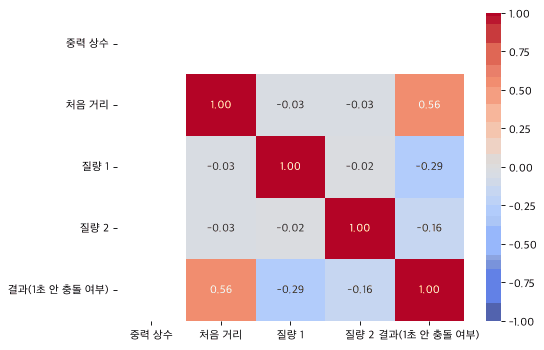 중력 상수
처음 거리
질량 1
질량 2
결과(1초 안 충돌 여부)
1.00 -0.03 -0.03 0.56
-0.03 1.00 -0.02 -0.29
-0.03 -0.02 1.00 -0.16
0.56 -0.29 -0.16 1.00
중력 상수 처음 거리 질량 1 질량 2 결과(1초 안 충돌 여부)
1.00
0.75
0.50
0.25
0.00
-0.25
-0.50
-0.75
-1.00